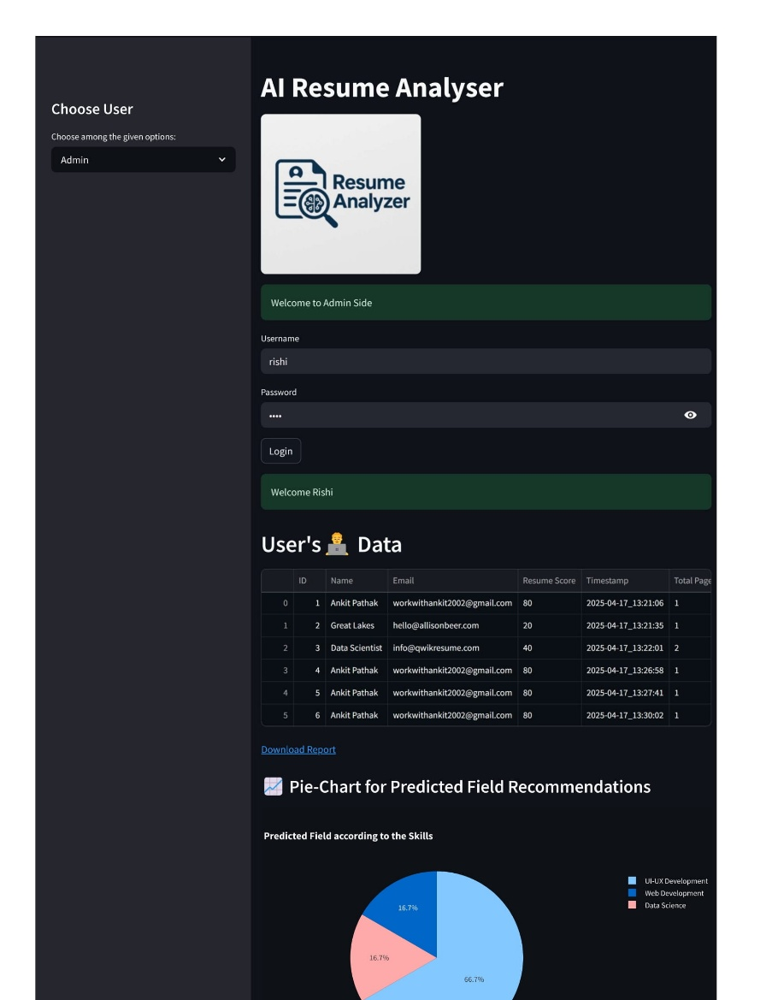 Choose User
Choose among the given options:
Admin
AI Resume Analyser
Resume
Analyzer
Welcome to Admin Side
Username
rishi
Password
••••
Login
Welcome Rishi
User's Data
ID Name Email Resume Score Timestamp Total Page
0 1 Ankit Pathak workwithankit2002@gmail.com 80 2025-04-17_13:21:06 1
1 2 Great Lakes hello@allisonbeer.com 20 2025-04-17_13:21:35 1
2 3 Data Scientist info@qwikresume.com 40 2025-04-17_13:22:01 2
3 4 Ankit Pathak workwithankit2002@gmail.com 80 2025-04-17_13:26:58 1
4 5 Ankit Pathak workwithankit2002@gmail.com 80 2025-04-17_13:27:41 1
5 6 Ankit Pathak workwithankit2002@gmail.com 80 2025-04-17_13:30:02 1
Download Report
Pie-Chart for Predicted Field Recommendations
Predicted Field according to the Skills
UI-UX Development
Web Development
Data Science
16.7%
16.7%
66.7%